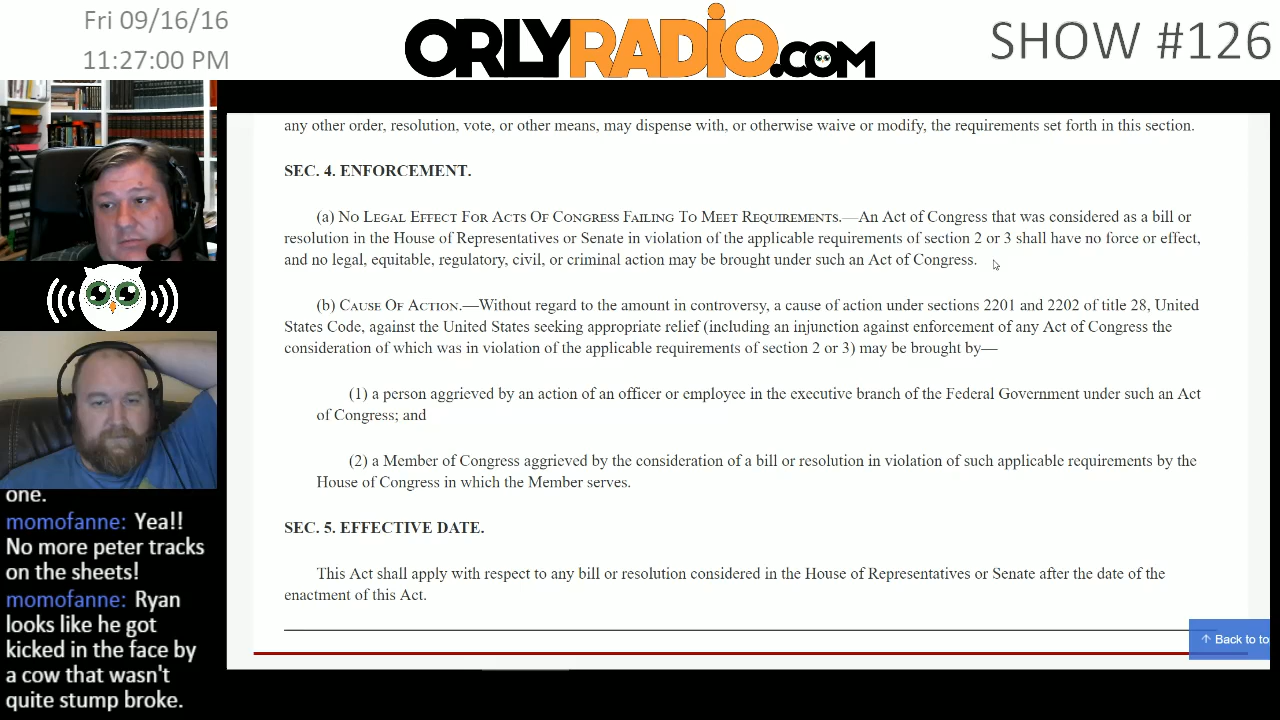 Fri 09/16/16
11:27:00 PM
ORLYRADIO.COM
SHOW #126
any other order, resolution, vote, or other means, may dispense with, or otherwise waive or modify, the requirements set forth in this section.
SEC. 4. ENFORCEMENT.
(a) No Legal Effect For Acts Of Congress Failing To Meet Requirements.—An Act of Congress that was considered as a bill or
resolution in the House of Representatives or Senate in violation of the applicable requirements of section 2 or 3 shall have no force or effect,
and no legal, equitable, regulatory, civil, or criminal action may be brought under such an Act of Congress.
(b) Cause Of Action.—Without regard to the amount in controversy, a cause of action under sections 2201 and 2202 of title 28, United
States Code, against the United States seeking appropriate relief (including an injunction against enforcement of any Act of Congress the
consideration of which was in violation of the applicable requirements of section 2 or 3) may be brought by—
(1) a person aggrieved by an action of an officer or employee in the executive branch of the Federal Government under such an Act
of Congress; and
(2) a Member of Congress aggrieved by the consideration of a bill or resolution in violation of such applicable requirements by the
House of Congress in which the Member serves.
SEC. 5. EFFECTIVE DATE.
This Act shall apply with respect to any bill or resolution considered in the House of Representatives or Senate after the date of the
enactment of this Act.
Back to to
one.
momofanne: Yea!!
No more peter tracks
on the sheets!
momofanne: Ryan
looks like he got
kicked in the face by
a cow that wasn't
quite stump broke.